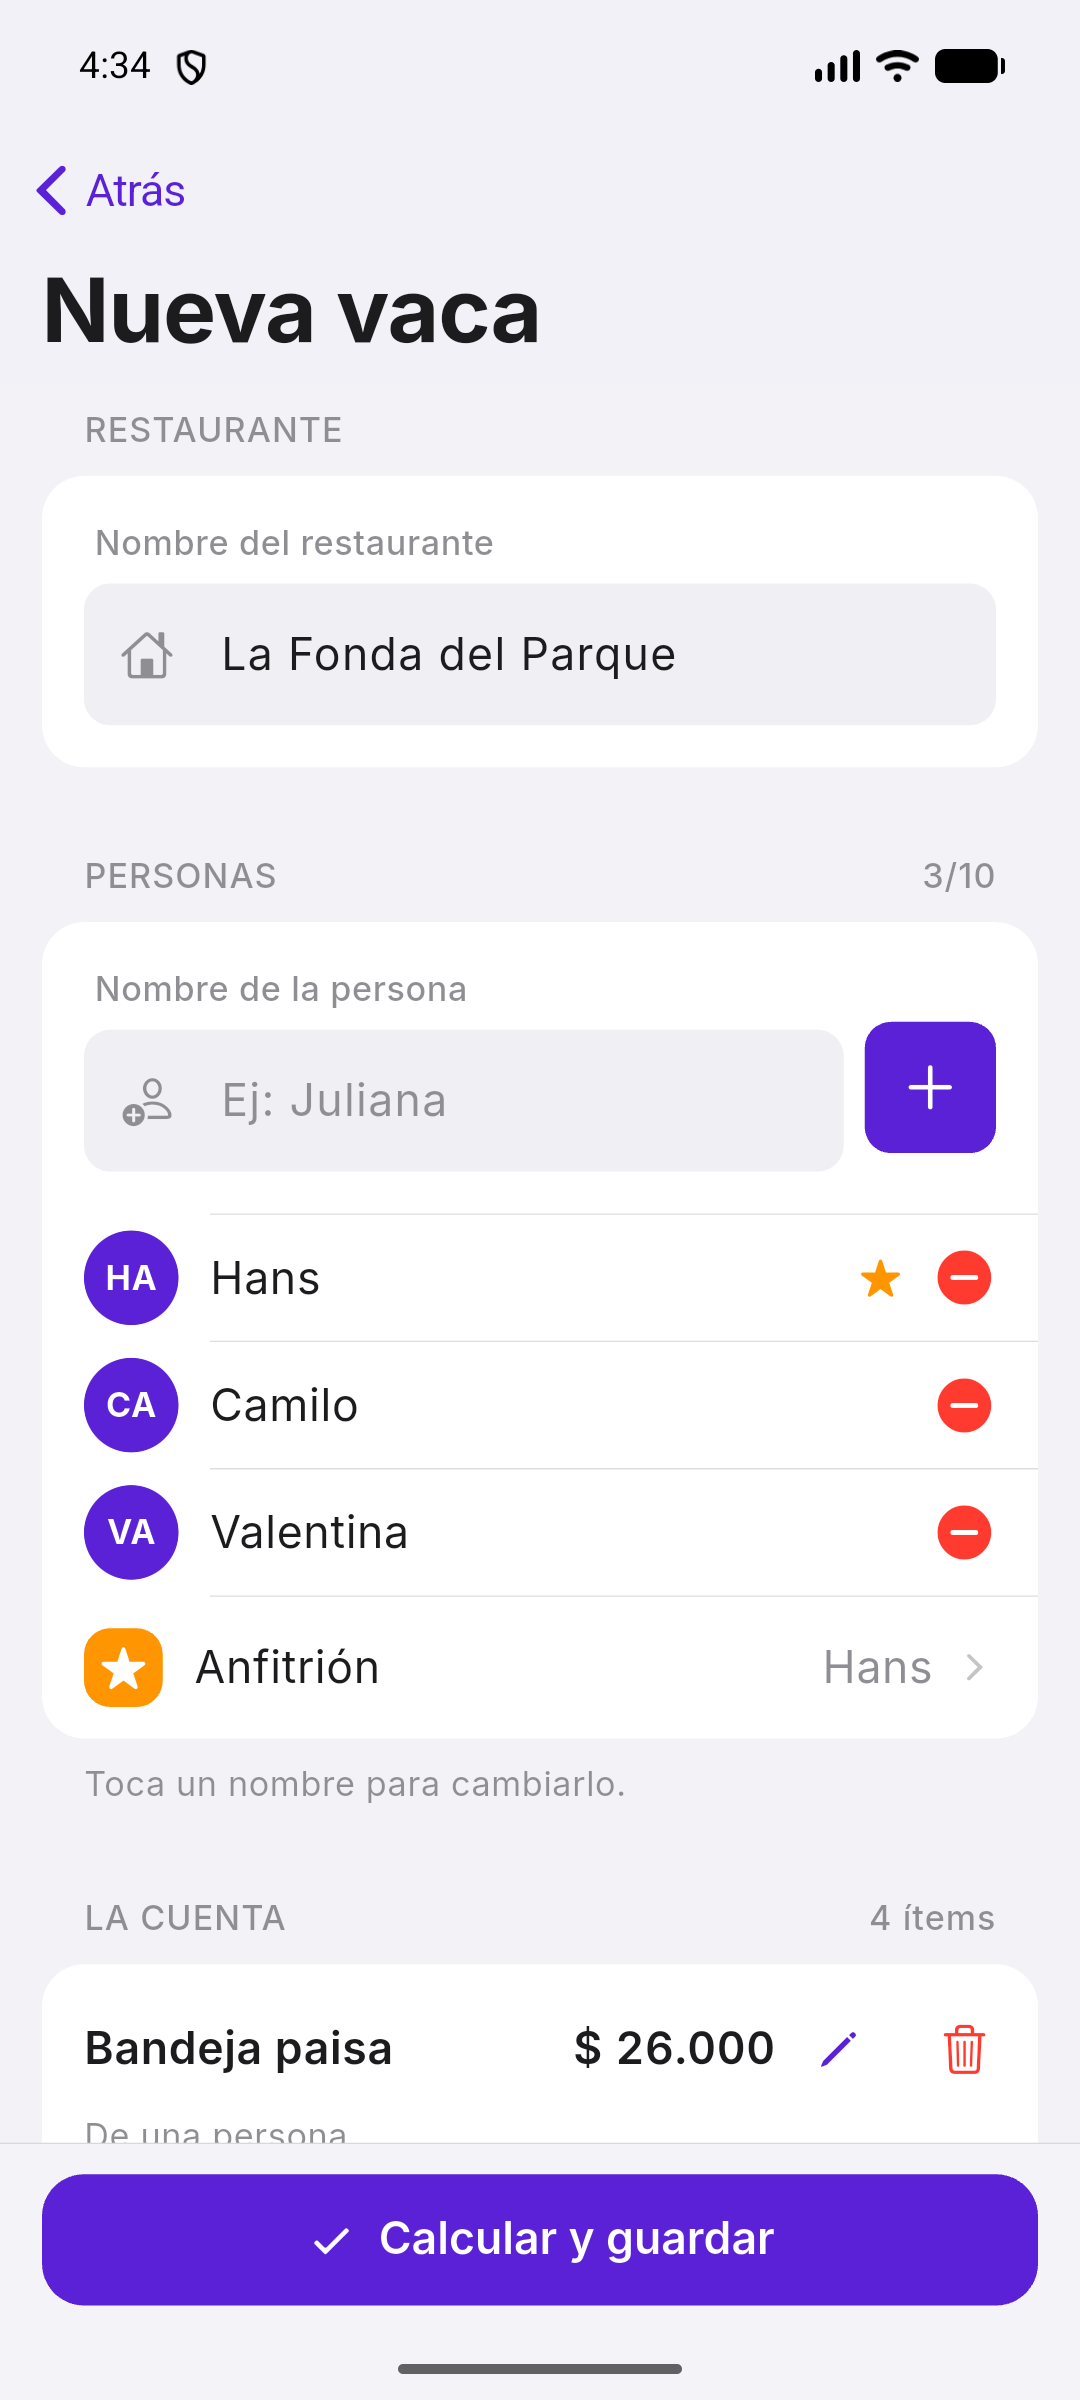 4:34
Atrás
Nueva vaca
RESTAURANTE
Nombre del restaurante
La Fonda del Parque
PERSONAS 3/10
Nombre de la persona
Ej: Juliana
HA Hans
CA Camilo
VA Valentina
Anfitrión Hans
Toca un nombre para cambiarlo.
LA CUENTA 4 ítems
Bandeja paisa $ 26.000
De una persona
Calcular y guardar